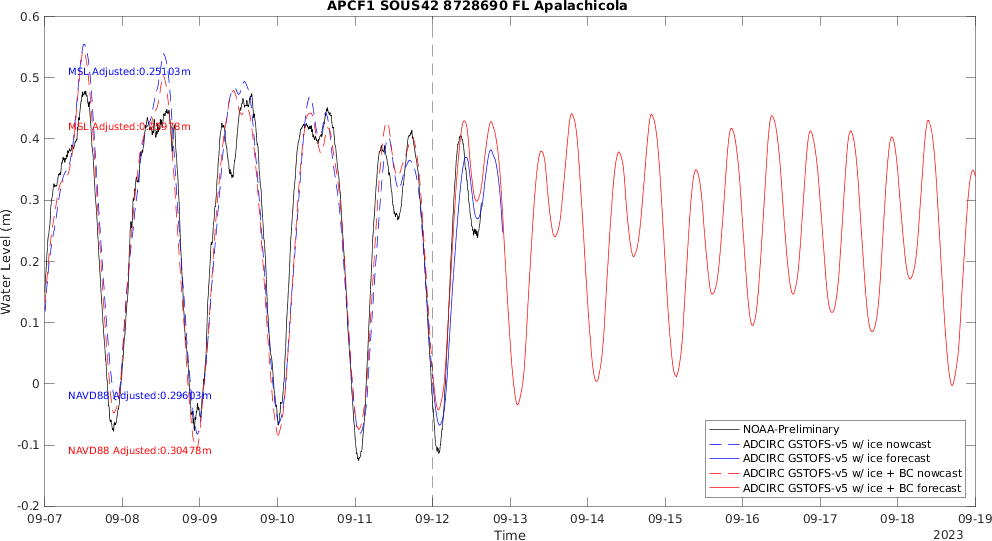 APCF1 SOUS42 8728690 FL Apalachicola
0.6
0.5
0.4
0.3
0.2
0.1
0
-0.1
-0.2
Water Level (m)
MSL Adjusted:0.25103m
MSL Adjusted:
NAVD88 Adjusted:0.29603m
NAVD88 Adjusted:0.30478m
NOAA-Preliminary
ADCIRC GSTOFS-v5 w/ ice nowcast
ADCIRC GSTOFS-v5 w/ ice forecast
ADCIRC GSTOFS-v5 w/ ice + BC nowcast
ADCIRC GSTOFS-v5 w/ ice + BC forecast
09-07 09-08 09-09 09-10 09-11 09-12 09-13 09-14 09-15 09-16 09-17 09-18 09-19
Time
2023